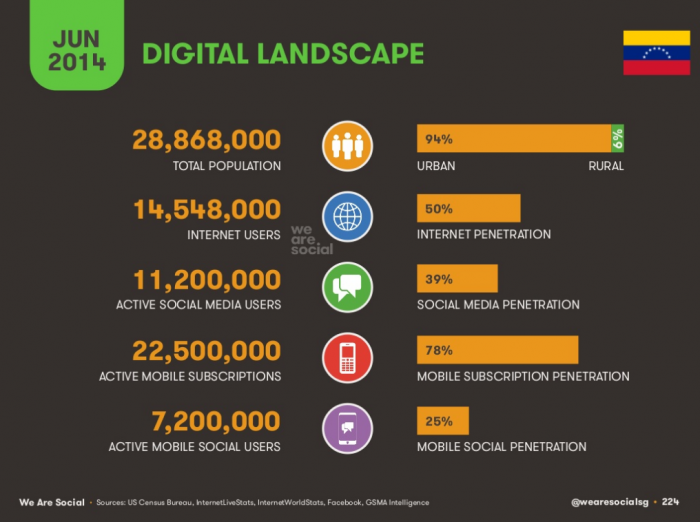 JUN
2014
DIGITAL LANDSCAPE
28,868,000
TOTAL POPULATION
94%
6%
URBAN
RURAL
14,548,000
INTERNET USERS
50%
INTERNET PENETRATION
we
are
social
11,200,000
ACTIVE SOCIAL MEDIA USERS
39%
SOCIAL MEDIA PENETRATION
22,500,000
ACTIVE MOBILE SUBSCRIPTIONS
78%
MOBILE SUBSCRIPTION PENETRATION
7,200,000
ACTIVE MOBILE SOCIAL USERS
25%
MOBILE SOCIAL PENETRATION
We Are Social • Sources: US Census Bureau, InternetLiveStats, InternetWorldStats, Facebook, GSMA Intelligence
@wearesocialsg • 224